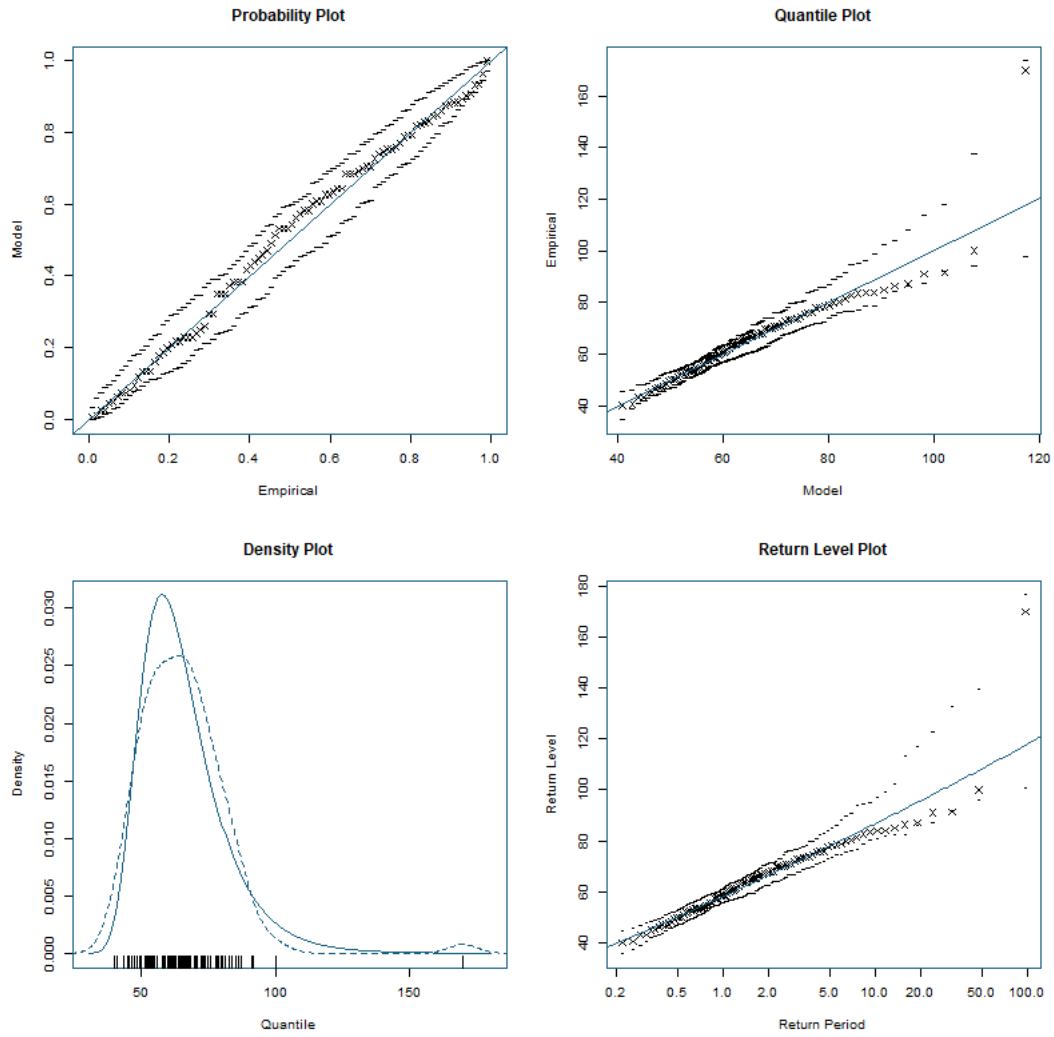 Probability Plot
Model
0.0 0.2 0.4 0.6 0.8 1.0
0.0 0.2 0.4 0.6 0.8 1.0
Empirical
Quantile Plot
Empirical
40 60 80 100 120 140 160
40 60 80 100 120
Model
Density Plot
Density
0.000 0.005 0.010 0.015 0.020 0.025 0.030
50 100 150
Quantile
Return Level Plot
Return Level
40 60 80 100 120 140 160 180
0.2 0.5 1.0 2.0 5.0 10.0 20.0 50.0 100.0
Return Period